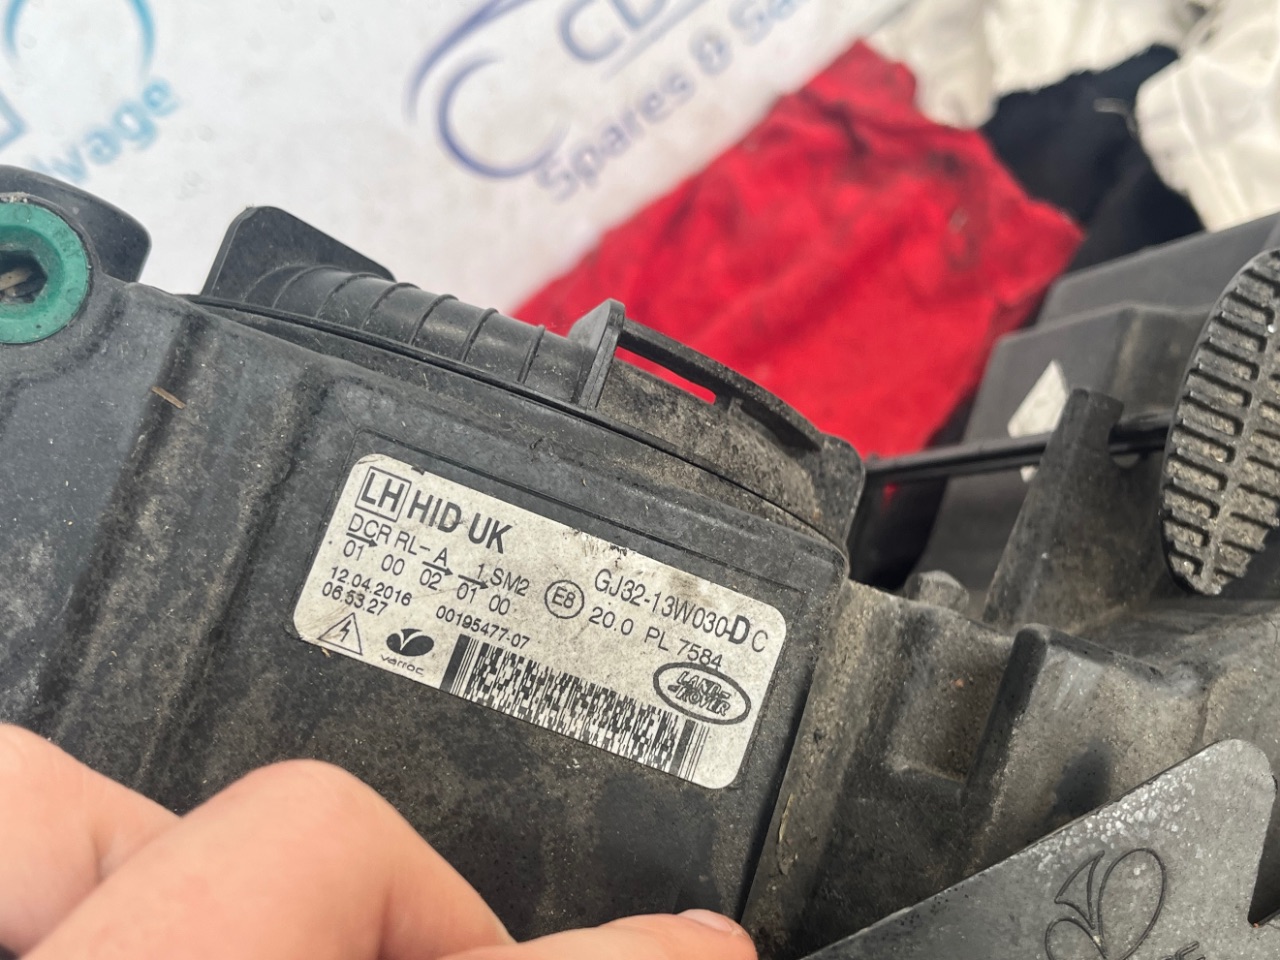 wage
CD
Spares & Sa
LH HID UK
DCR RL-A 1 SM2
01 00 02 01 00
12.04.2016
06.53.27
00195477-07
E8
GJ32-13W030-DC
20.0 PL 7584
varroc
LAND
ROVER